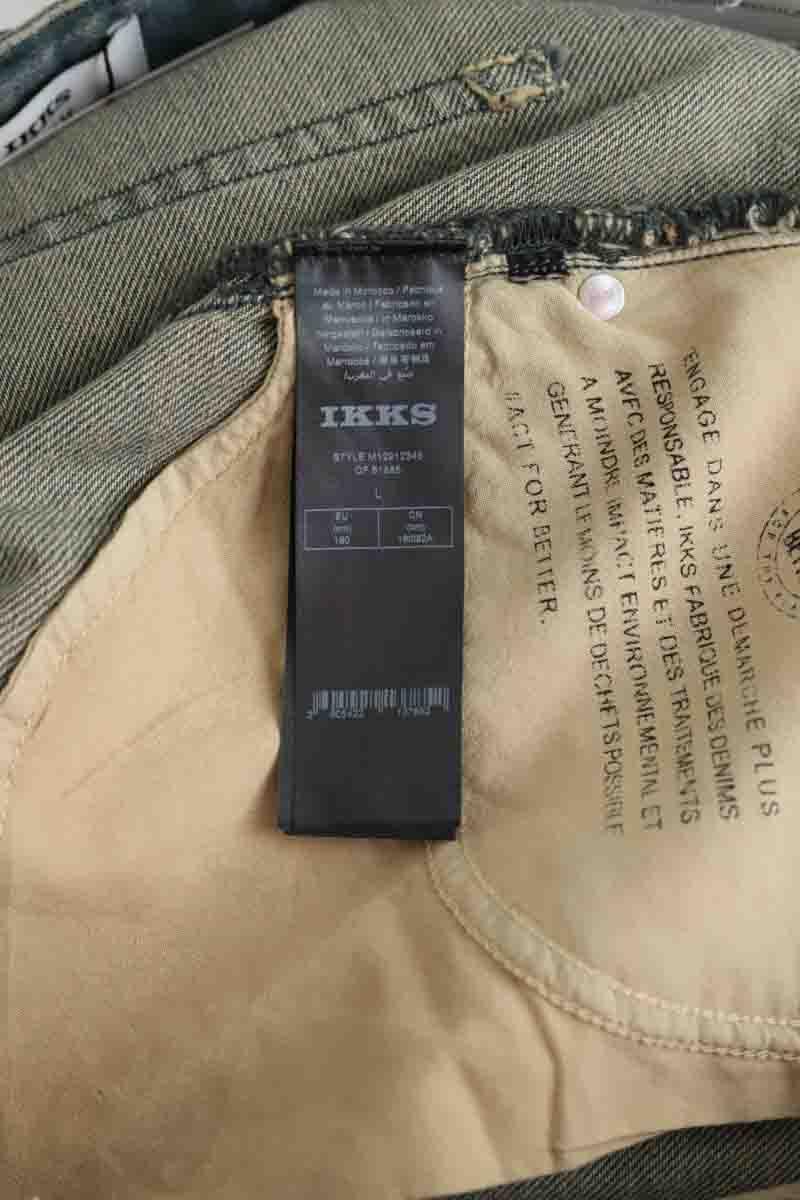 IKKS
Made in Morocco / Fabriqué
au Maroc / Fabricado en
Marruecos / in Marokko
hergestellt / Geproduceerd in
Marokko / Fabricado em
Marrocos / 摩洛哥制造
صنع في المغرب/
IKKS
STYLE M10912345
OF 51885
L
EU
(cm)
180
CN
(cm)
180/82A
ENGAGE DANS UNE DEMARCHE PLUS
RESPONSABLE, IKKS FABRIQUE DES DENIMS
AVEC DES MATIERES ET DES TRAITEMENTS
A MOINDRE IMPACT ENVIRONNEMENTAL ET
GENERANT LE MOINS DE DECHETS POSSIBLE
#ACT FOR BETTER.